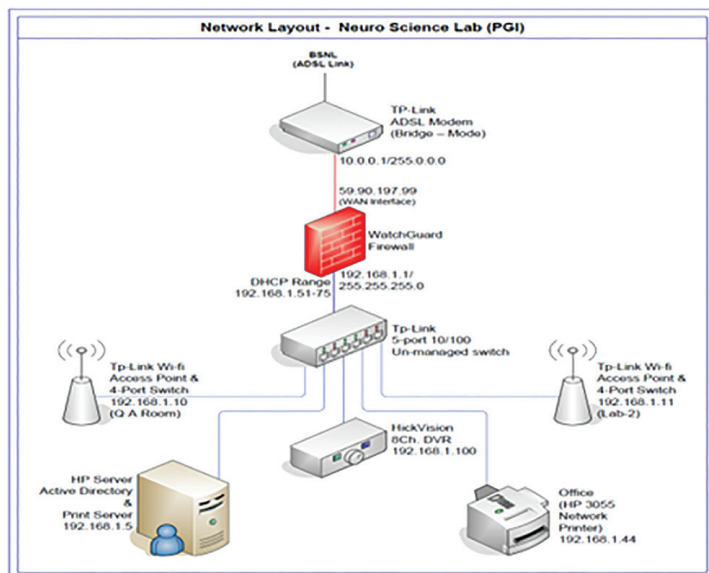 Network Layout - Neuro Science Lab (PGI)
BSNL
(ADSL Link)
TP-Link
ADSL Modem
(Bridge – Mode)
10.0.0.1/255.0.0.0
59.90.197.99
(WAN Interface)
WatchGuard
Firewall
DHCP Range
192.168.1.51-75
192.168.1.1/
255.255.255.0
Tp-Link
5-port 10/100
Un-managed switch
Tp-Link Wi-fi
Access Point &
4-Port Switch
192.168.1.10
(Q A Room)
Tp-Link Wi-fi
Access Point &
4-Port Switch
192.168.1.11
(Lab-2)
HickVision
8Ch. DVR
192.168.1.100
HP Server
Active Directory
&
Print Server
192.168.1.5
Office
(HP 3055
Network
Printer)
192.168.1.44